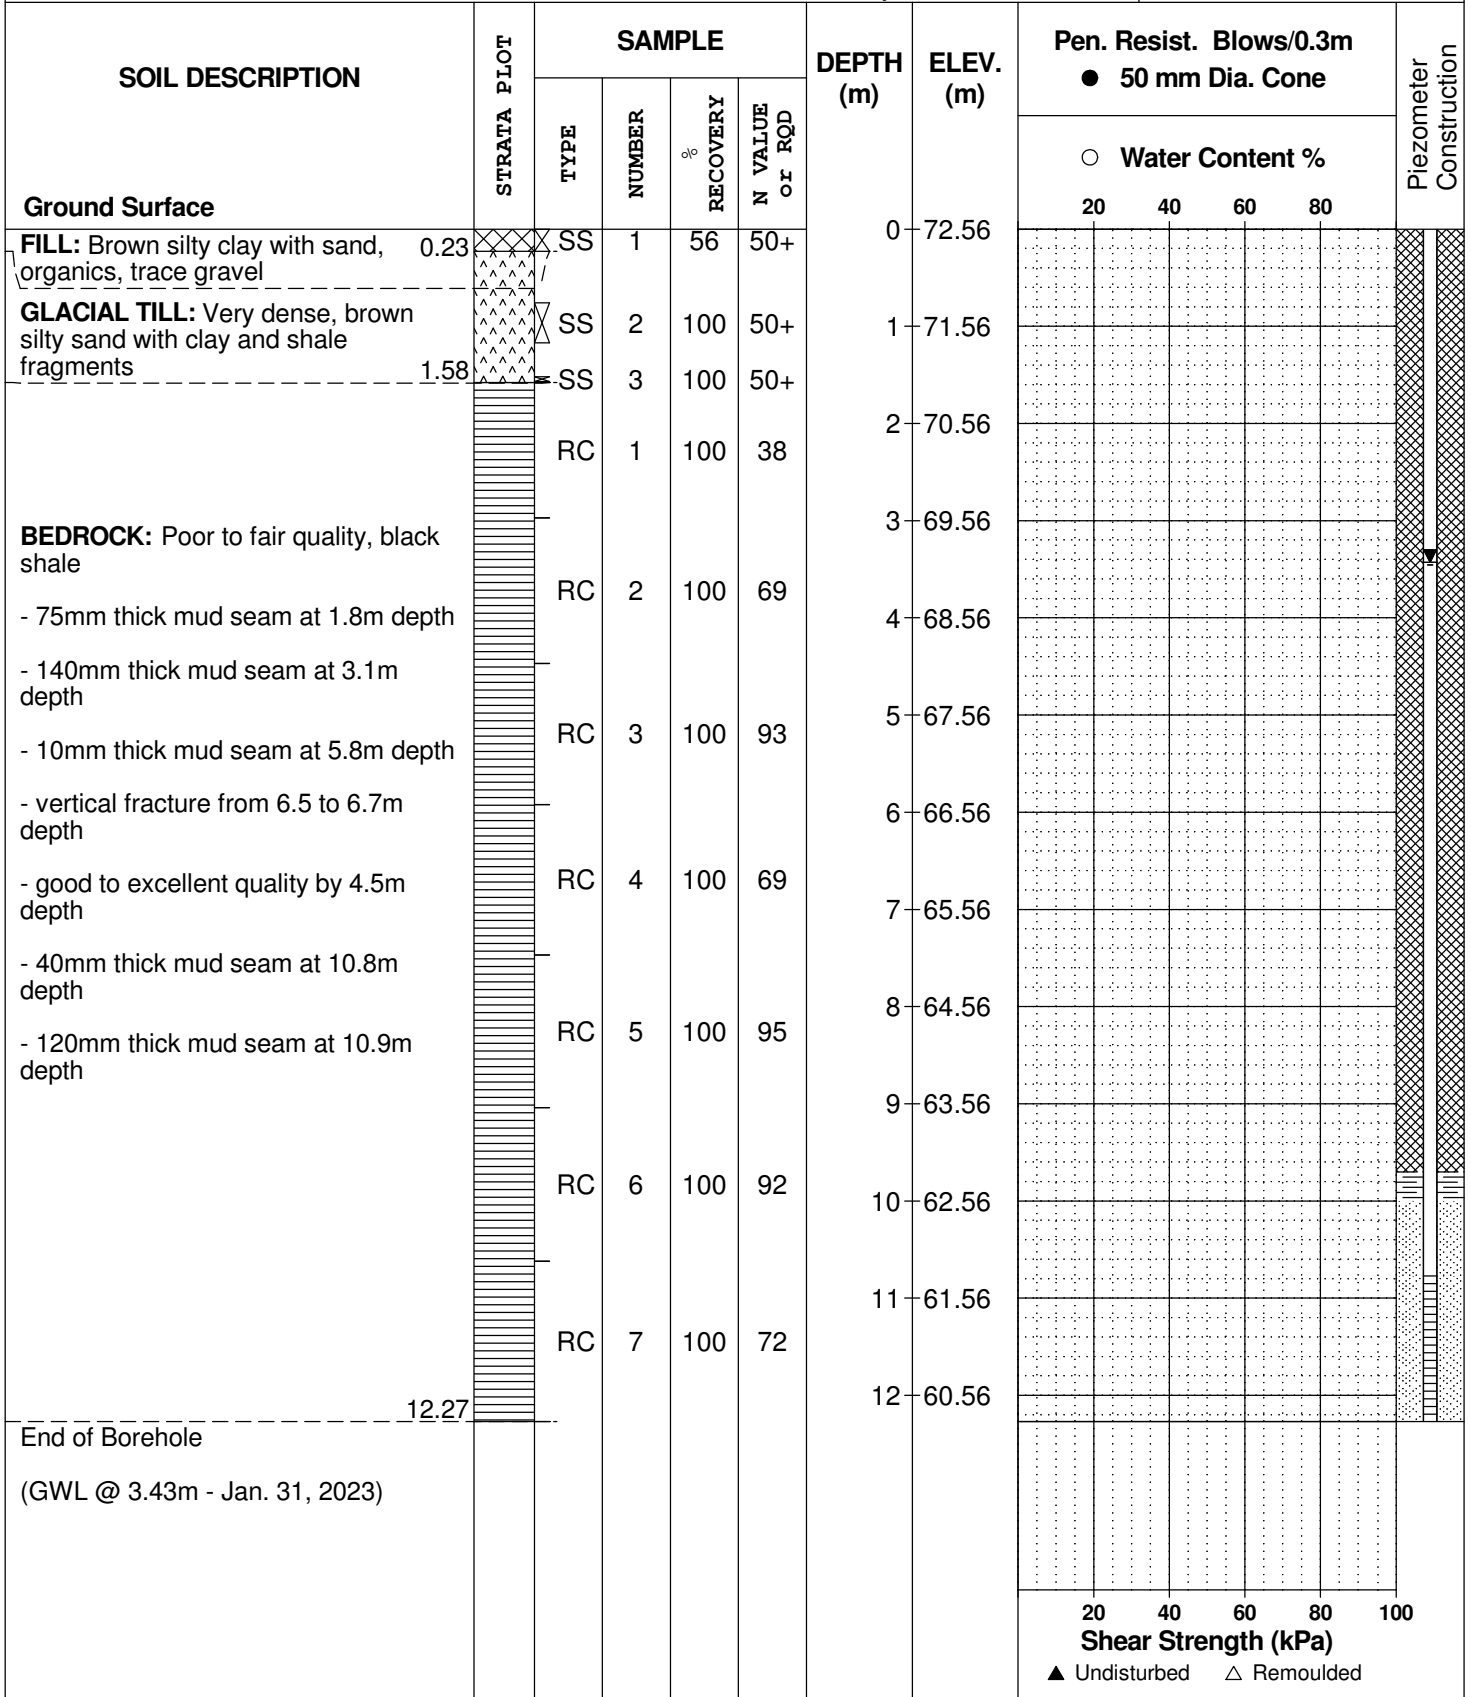 SOIL DESCRIPTION
STRATA PLOT
SAMPLE
TYPE
NUMBER
% RECOVERY
N VALUE
or RQD
DEPTH
(m)
ELEV.
(m)
Pen. Resist. Blows/0.3m
● 50 mm Dia. Cone
○ Water Content %
Piezometer
Construction
Ground Surface
20 40 60 80
FILL: Brown silty clay with sand, 0.23
organics, trace gravel
SS 1 56 50+
0 72.56
GLACIAL TILL: Very dense, brown
silty sand with clay and shale
fragments 1.58
SS 2 100 50+
1 71.56
SS 3 100 50+
2 70.56
RC 1 100 38
3 69.56
BEDROCK: Poor to fair quality, black
shale
RC 2 100 69
- 75mm thick mud seam at 1.8m depth
4 68.56
- 140mm thick mud seam at 3.1m
depth
5 67.56
RC 3 100 93
- 10mm thick mud seam at 5.8m depth
- vertical fracture from 6.5 to 6.7m
depth
6 66.56
- good to excellent quality by 4.5m
depth
RC 4 100 69
7 65.56
- 40mm thick mud seam at 10.8m
depth
8 64.56
- 120mm thick mud seam at 10.9m
depth
RC 5 100 95
9 63.56
RC 6 100 92
10 62.56
11 61.56
RC 7 100 72
12 60.56
12.27
End of Borehole
(GWL @ 3.43m - Jan. 31, 2023)
20 40 60 80 100
Shear Strength (kPa)
▲ Undisturbed △ Remoulded